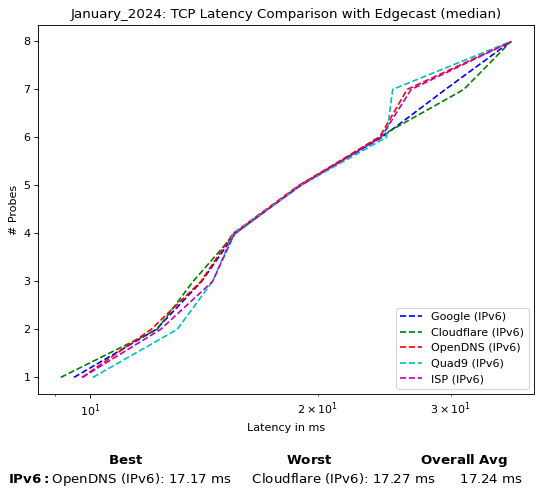 January_2024: TCP Latency Comparison with Edgecast (median)
# Probes
8
7
6
5
4
3
2
1
Google (IPv6)
Cloudflare (IPv6)
OpenDNS (IPv6)
Quad9 (IPv6)
ISP (IPv6)
10¹ 2 × 10¹ 3 × 10¹
Latency in ms
Best Worst Overall Avg
IPv6: OpenDNS (IPv6): 17.17 ms Cloudflare (IPv6): 17.27 ms 17.24 ms